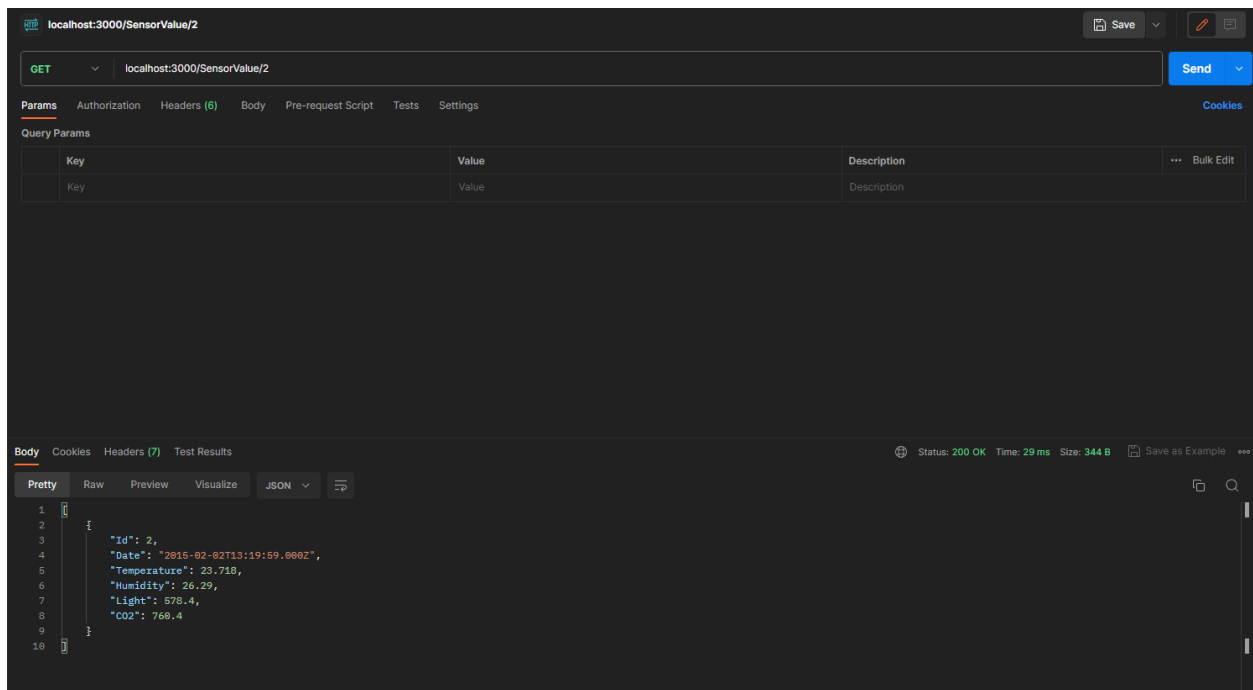 HTTP localhost:3000/SensorValue/2 Save
GET localhost:3000/SensorValue/2 Send
Params Authorization Headers (6) Body Pre-request Script Tests Settings Cookies
Query Params
Key Value Description ••• Bulk Edit
Key Value Description
Body Cookies Headers (7) Test Results Status: 200 OK Time: 29 ms Size: 344 B Save as Example
Pretty Raw Preview Visualize JSON
1 [
2 {
3 "Id": 2,
4 "Date": "2015-02-02T13:19:59.000Z",
5 "Temperature": 23.718,
6 "Humidity": 26.29,
7 "Light": 578.4,
8 "CO2": 760.4
9 }
10 ]